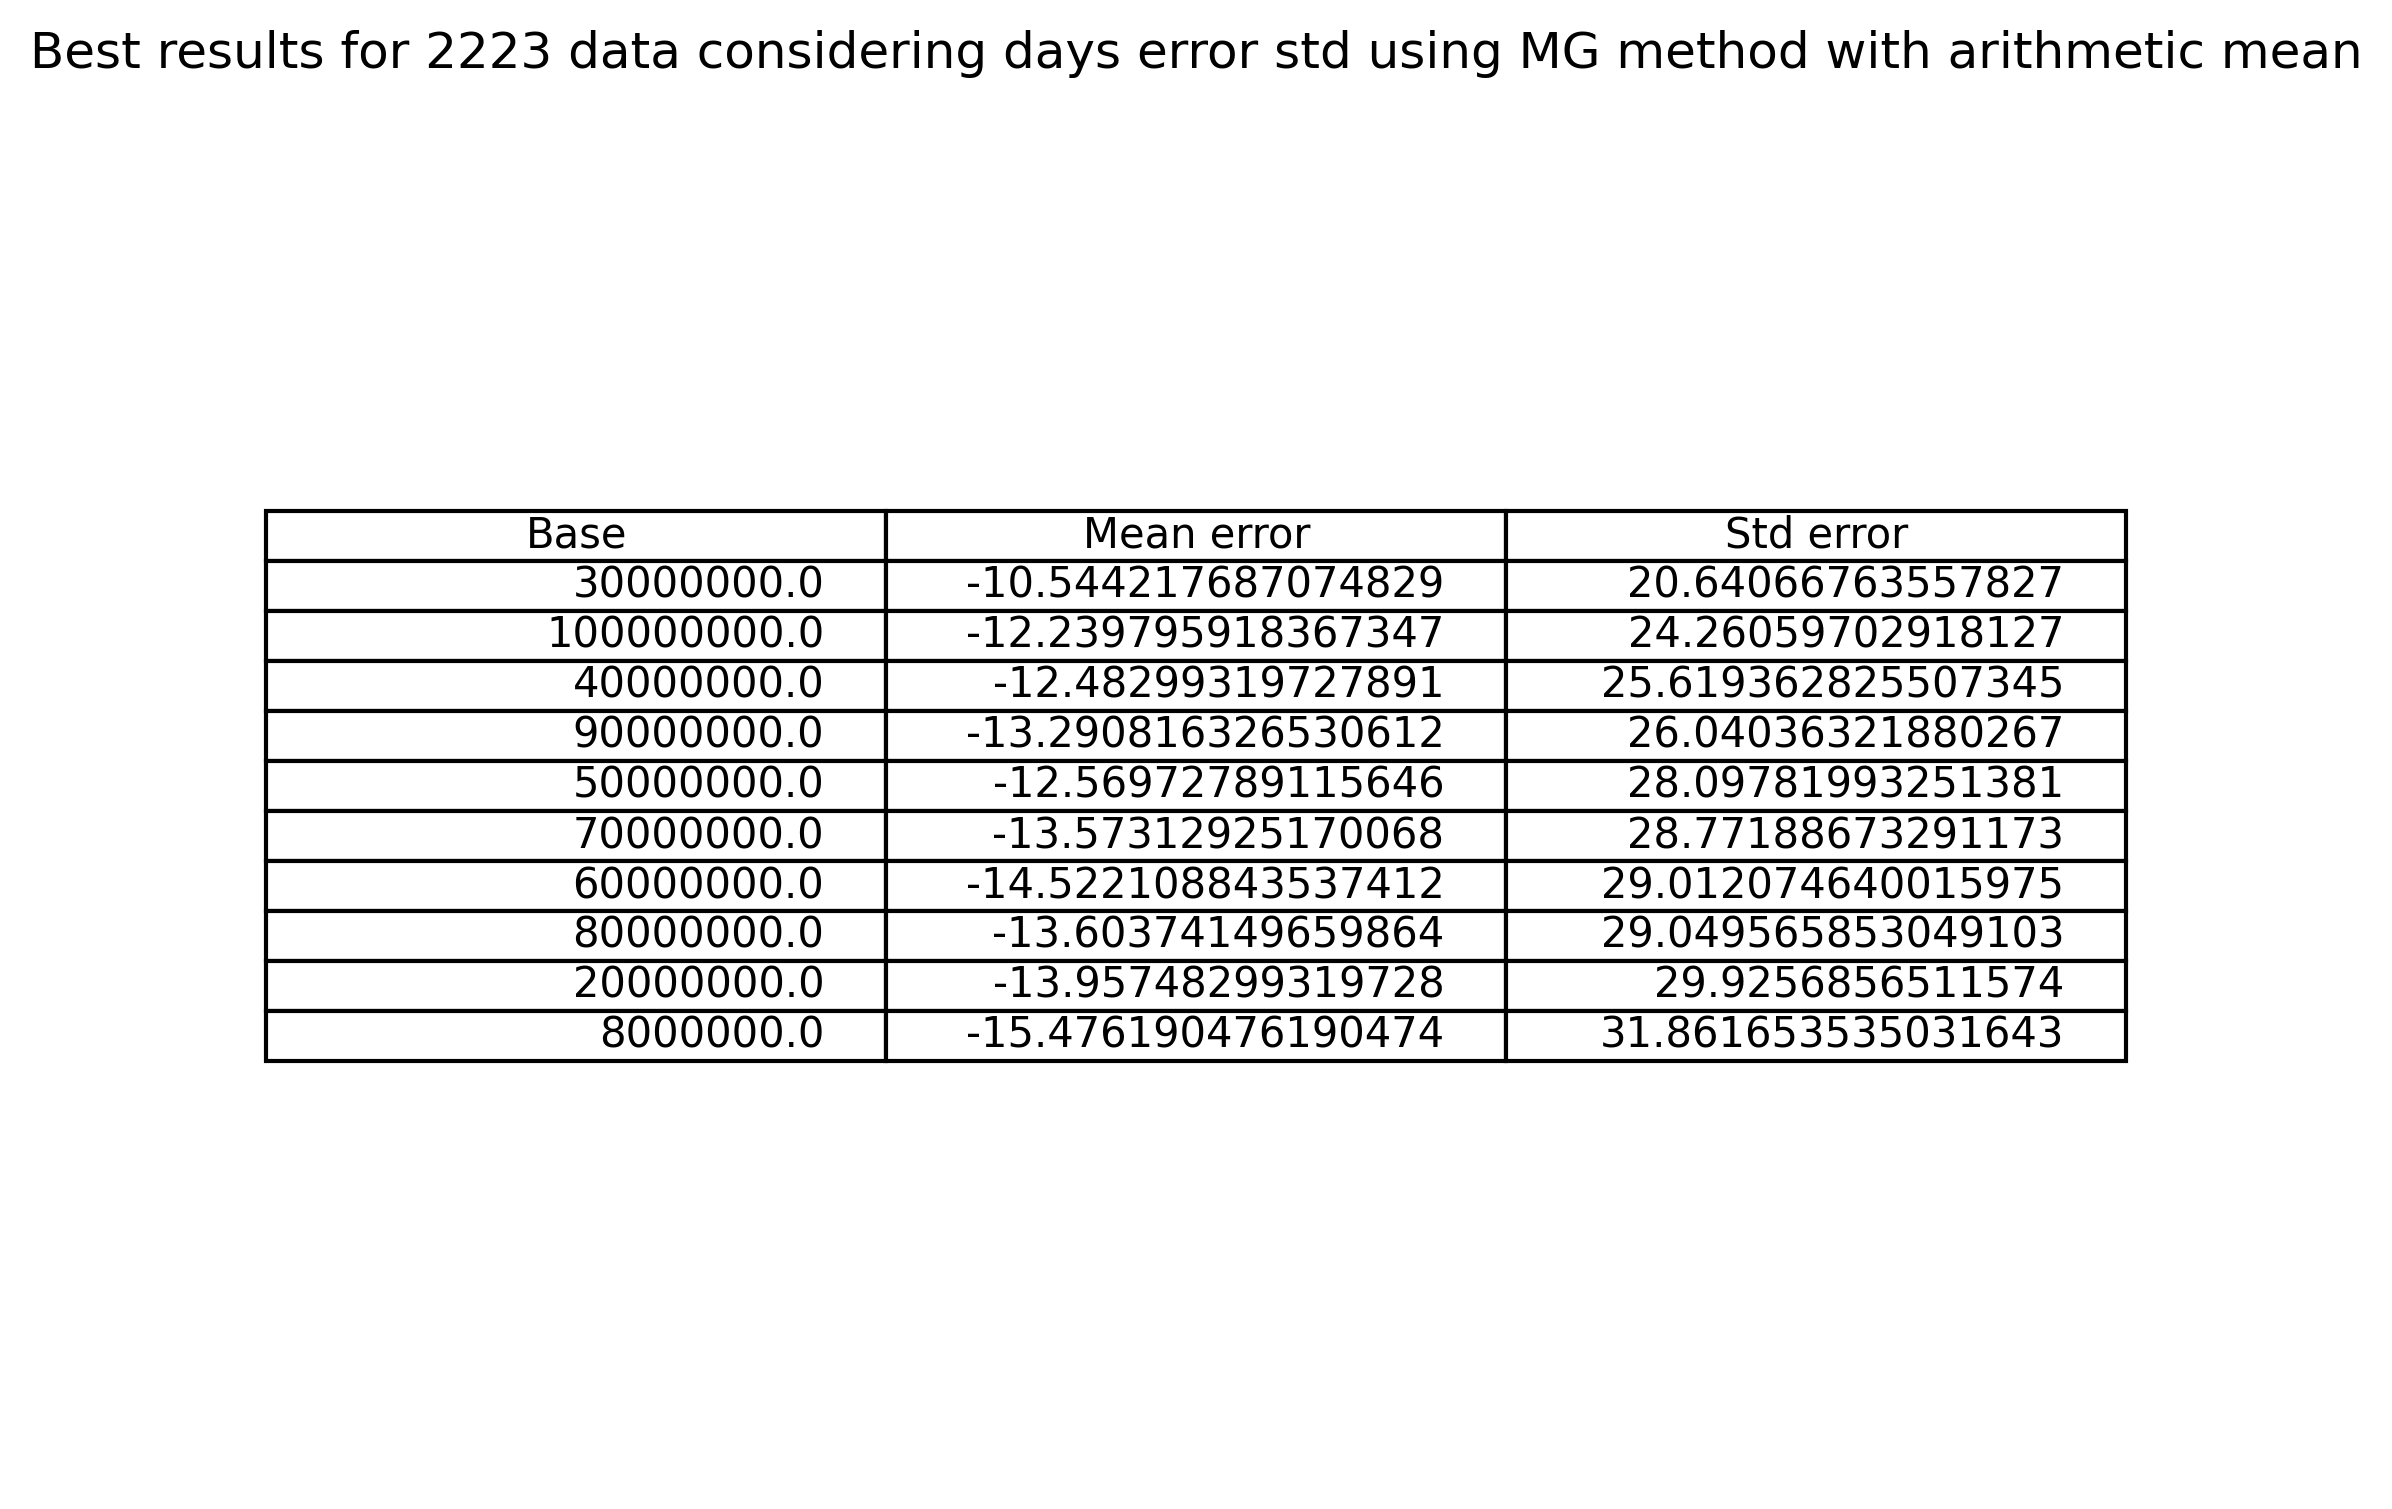 Best results for 2223 data considering days error std using MG method with arithmetic mean
Base Mean error Std error
30000000.0 -10.544217687074829 20.64066763557827
100000000.0 -12.239795918367347 24.26059702918127
40000000.0 -12.48299319727891 25.619362825507345
90000000.0 -13.290816326530612 26.04036321880267
50000000.0 -12.56972789115646 28.09781993251381
70000000.0 -13.57312925170068 28.77188673291173
60000000.0 -14.522108843537412 29.012074640015975
80000000.0 -13.60374149659864 29.049565853049103
20000000.0 -13.95748299319728 29.9256856511574
8000000.0 -15.476190476190474 31.861653535031643